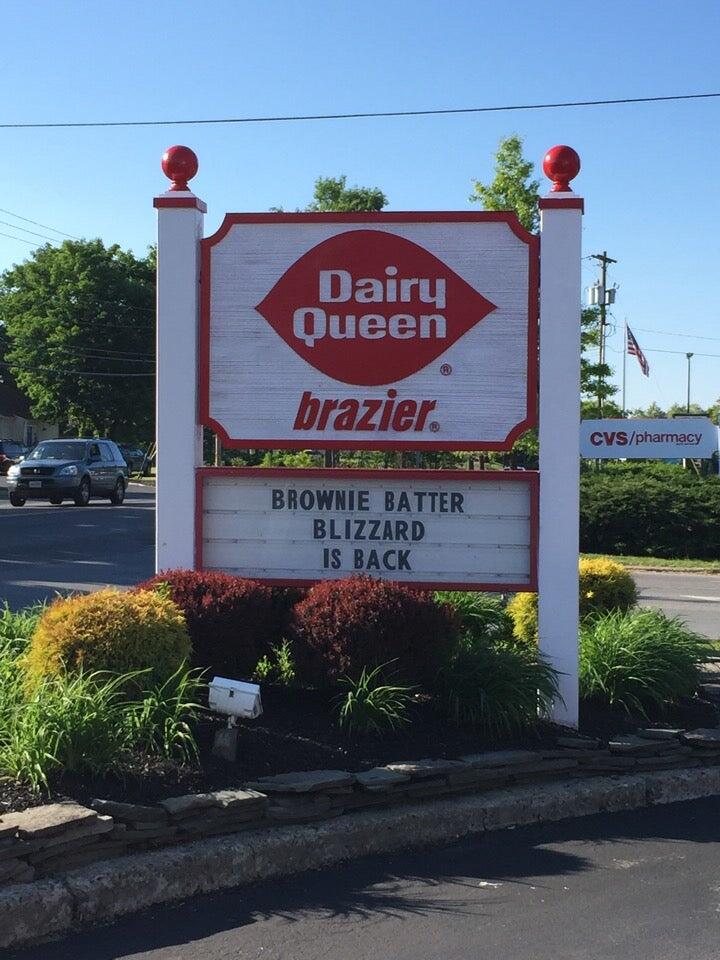 Dairy
Queen
®
brazier®
CVS/pharmacy
BROWNIE BATTER
BLIZZARD
IS BACK